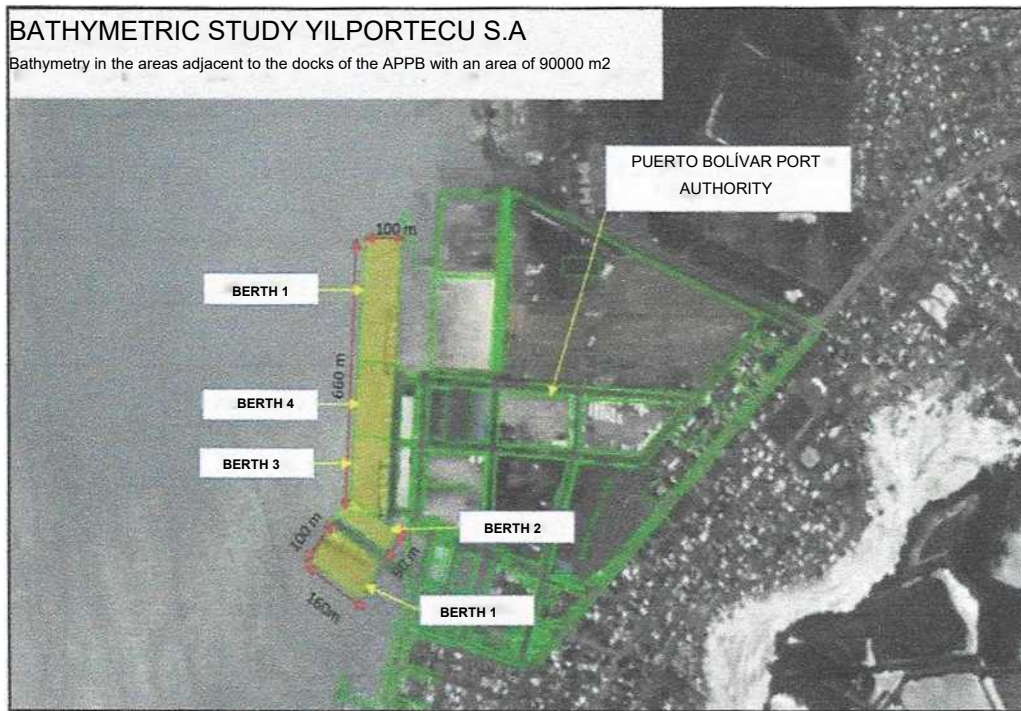 BATHYMETRIC STUDY YILPORTECU S.A
Bathymetry in the areas adjacent to the docks of the APPB with an area of 90000 m2
PUERTO BOLÍVAR PORT
AUTHORITY
100 m
BERTH 1
660 m
BERTH 4
BERTH 3
BERTH 2
100 m
90 m
160m
BERTH 1